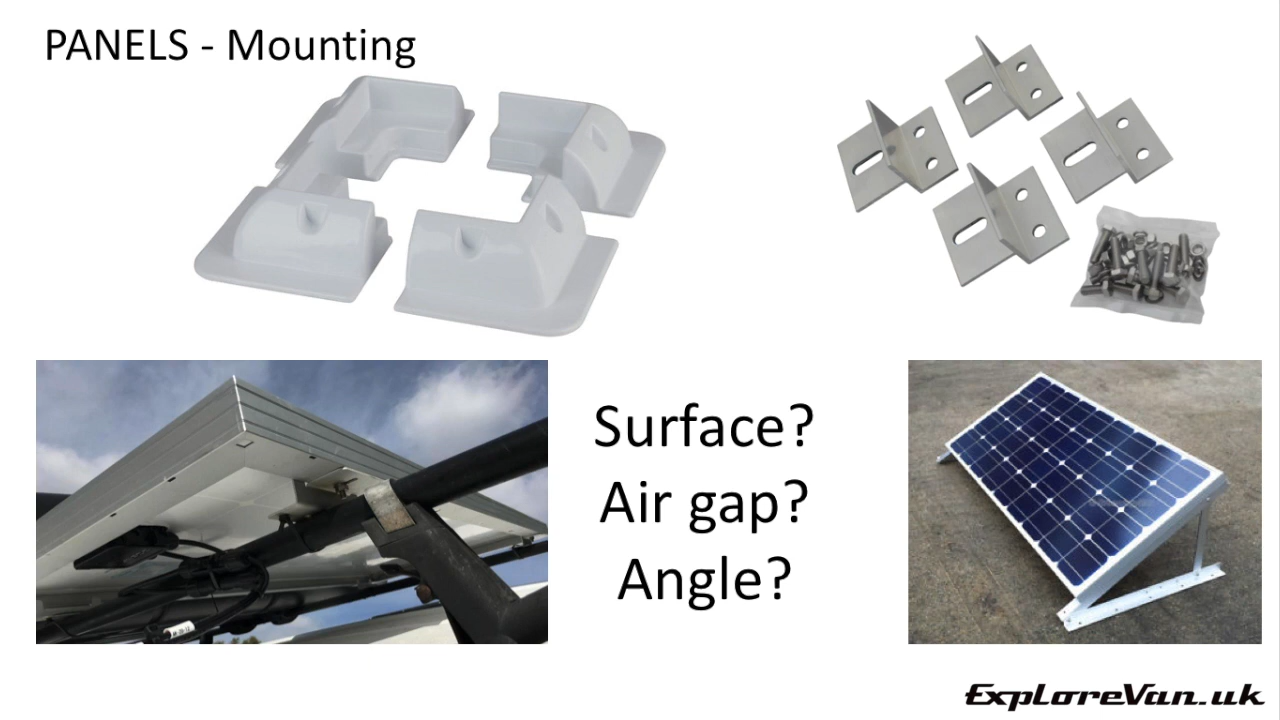 PANELS - Mounting
Surface?
Air gap?
Angle?
ExploreVan.uk